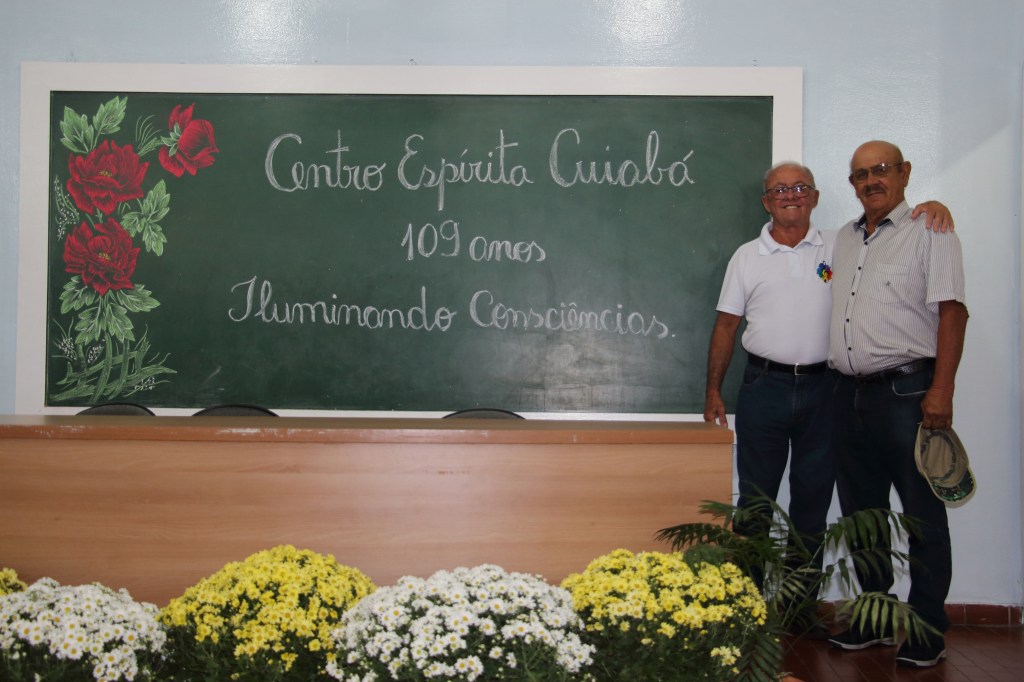 Centro Espírita Cuiabá
109 anos
Iluminando Consciências.